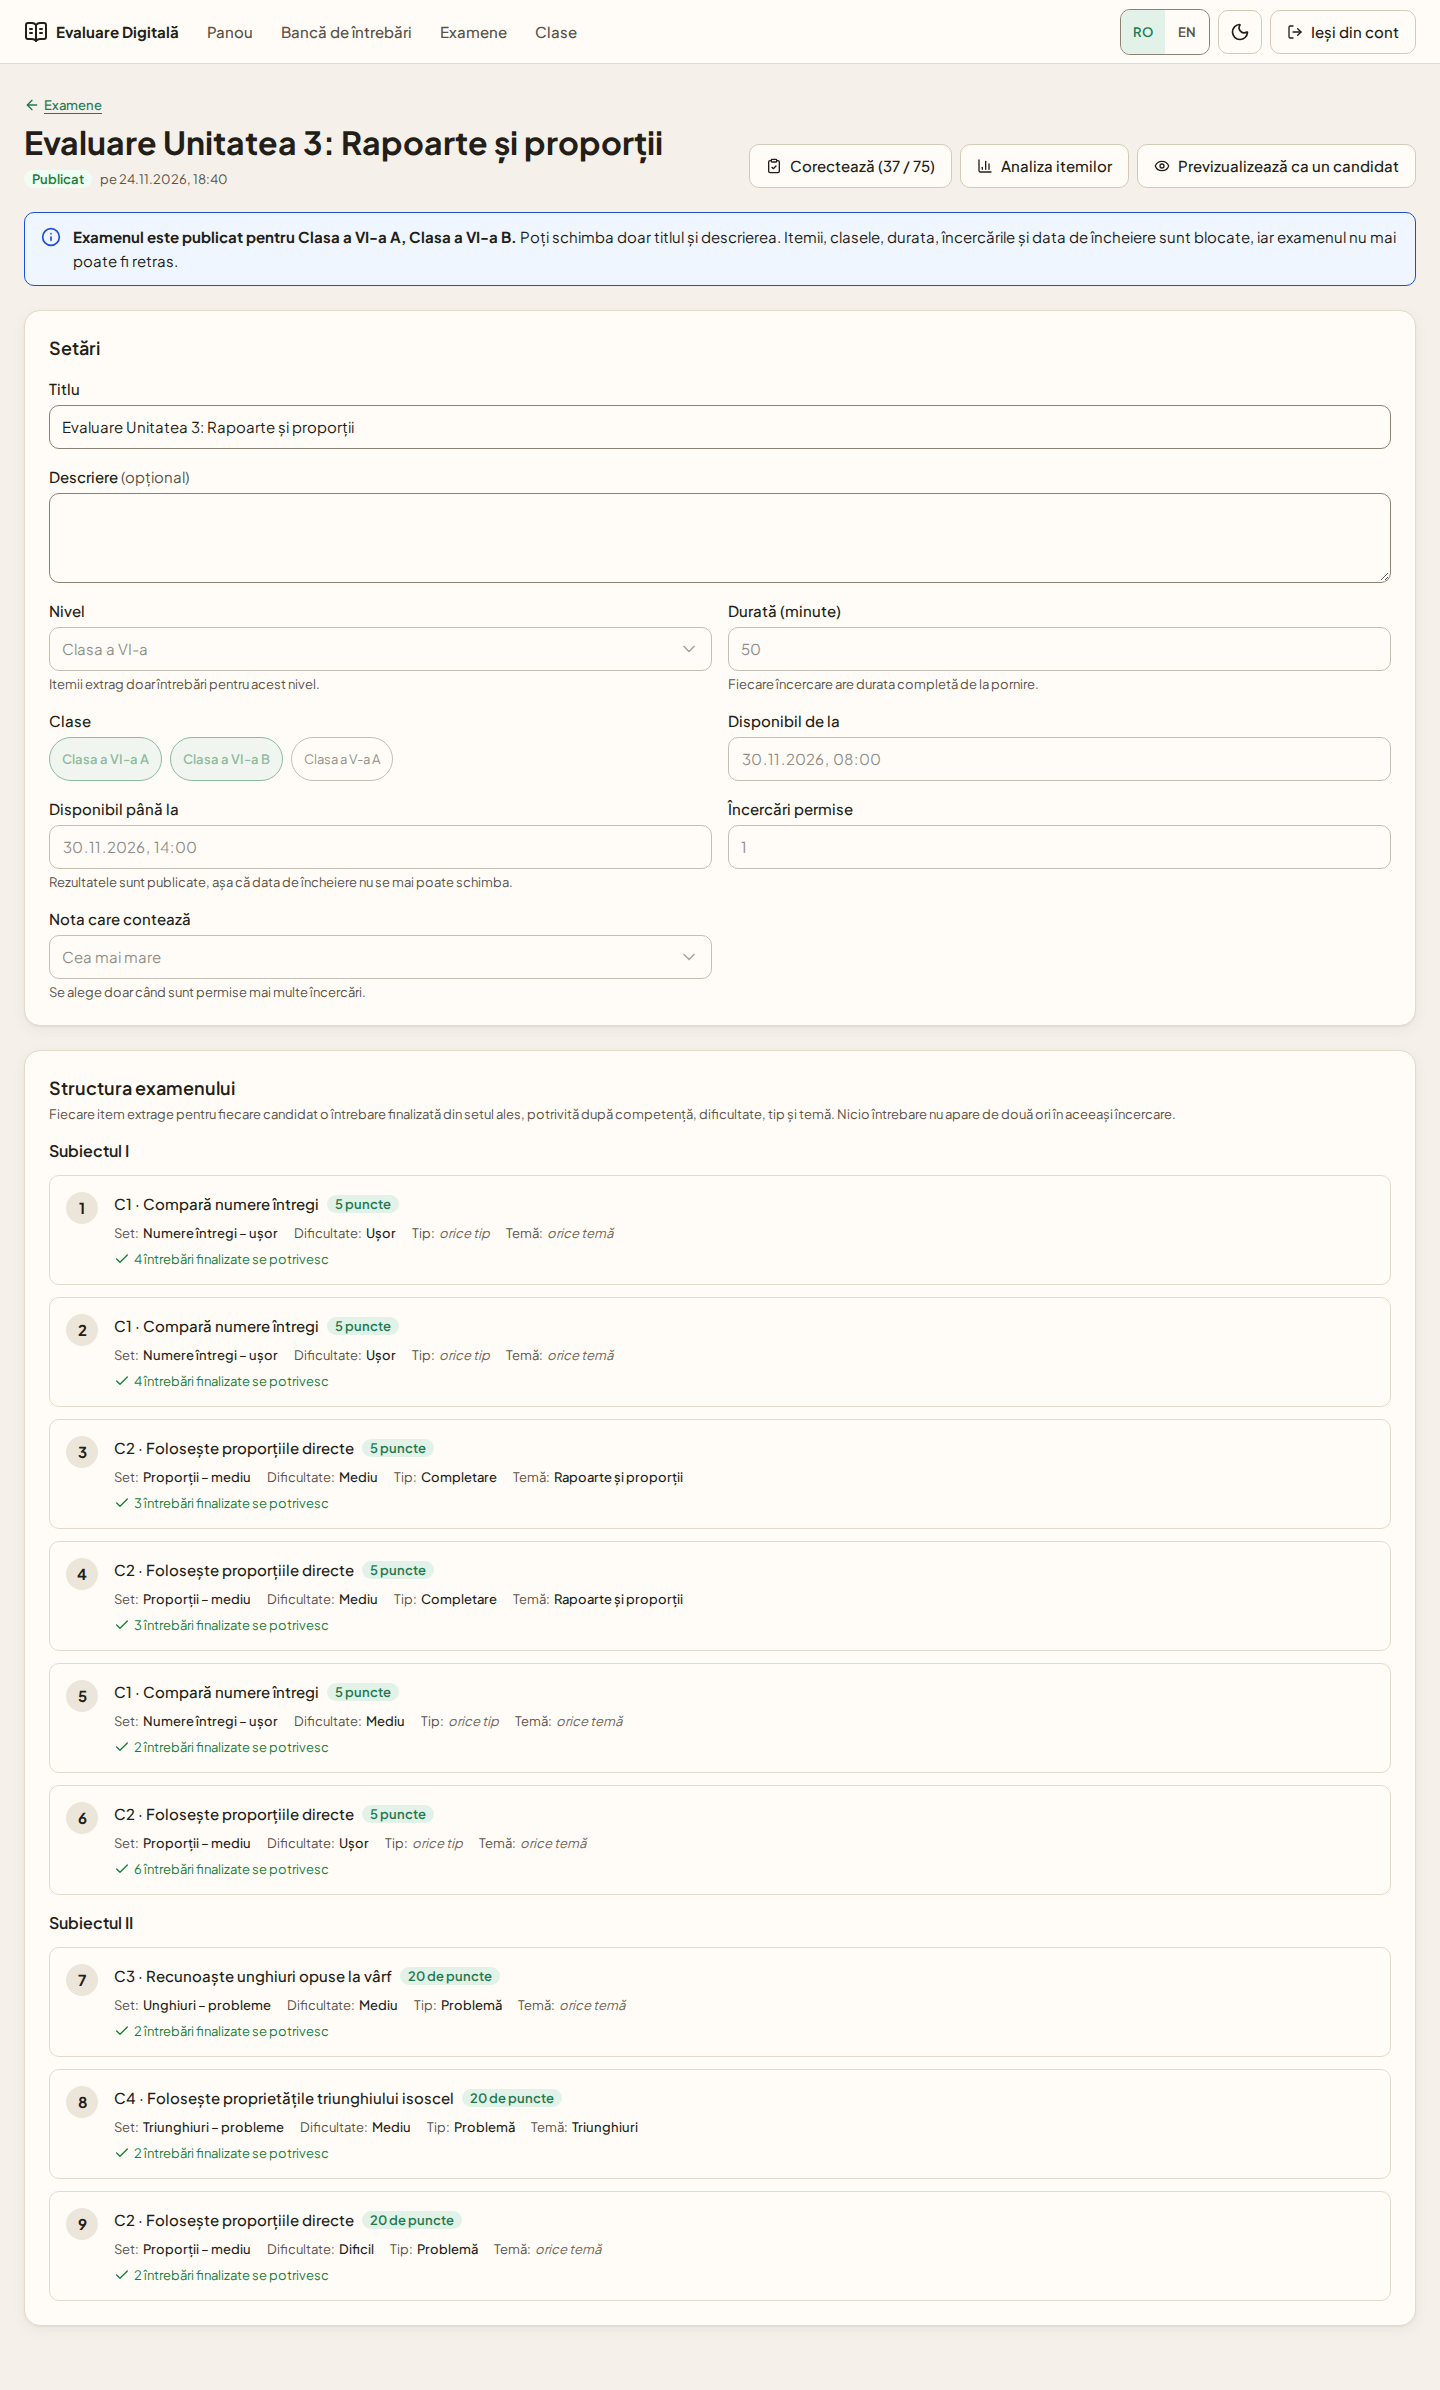 Evaluare Digitală
Panou
Bancă de întrebări
Examene
Clase
RO
EN
Ieși din cont
Examene
Evaluare Unitatea 3: Rapoarte și proporții
Publicat
pe 24.11.2026, 18:40
Corectează (37 / 75)
Analiza itemilor
Previzualizează ca un candidat
Examenul este publicat pentru Clasa a VI-a A, Clasa a VI-a B. Poți schimba doar titlul și descrierea. Itemii, clasele, durata, încercările și data de încheiere sunt blocate, iar examenul nu mai
poate fi retras.
Setări
Titlu
Evaluare Unitatea 3: Rapoarte și proporții
Descriere (opțional)
Nivel
Durată (minute)
Clasa a VI-a
50
Itemii extrag doar întrebări pentru acest nivel.
Fiecare încercare are durata completă de la pornire.
Clase
Disponibil de la
Clasa a VI-a A
Clasa a VI-a B
Clasa a V-a A
30.11.2026, 08:00
Disponibil până la
Încercări permise
30.11.2026, 14:00
1
Rezultatele sunt publicate, așa că data de încheiere nu se mai poate schimba.
Nota care contează
Cea mai mare
Se alege doar când sunt permise mai multe încercări.
Structura examenului
Fiecare item extrage pentru fiecare candidat o întrebare finalizată din setul ales, potrivită după competență, dificultate, tip și temă. Nicio întrebare nu apare de două ori în aceeași încercare.
Subiectul I
1
C1 · Compară numere întregi 5 puncte
Set: Numere întregi – ușor Dificultate: Ușor Tip: orice tip Temă: orice temă
4 întrebări finalizate se potrivesc
2
C1 · Compară numere întregi 5 puncte
Set: Numere întregi – ușor Dificultate: Ușor Tip: orice tip Temă: orice temă
4 întrebări finalizate se potrivesc
3
C2 · Folosește proporțiile directe 5 puncte
Set: Proporții – mediu Dificultate: Mediu Tip: Completare Temă: Rapoarte și proporții
3 întrebări finalizate se potrivesc
4
C2 · Folosește proporțiile directe 5 puncte
Set: Proporții – mediu Dificultate: Mediu Tip: Completare Temă: Rapoarte și proporții
3 întrebări finalizate se potrivesc
5
C1 · Compară numere întregi 5 puncte
Set: Numere întregi – ușor Dificultate: Mediu Tip: orice tip Temă: orice temă
2 întrebări finalizate se potrivesc
6
C2 · Folosește proporțiile directe 5 puncte
Set: Proporții – mediu Dificultate: Ușor Tip: orice tip Temă: orice temă
6 întrebări finalizate se potrivesc
Subiectul II
7
C3 · Recunoaște unghiuri opuse la vârf 20 de puncte
Set: Unghiuri – probleme Dificultate: Mediu Tip: Problemă Temă: orice temă
2 întrebări finalizate se potrivesc
8
C4 · Folosește proprietățile triunghiului isoscel 20 de puncte
Set: Triunghiuri – probleme Dificultate: Mediu Tip: Problemă Temă: Triunghiuri
2 întrebări finalizate se potrivesc
9
C2 · Folosește proporțiile directe 20 de puncte
Set: Proporții – mediu Dificultate: Dificil Tip: Problemă Temă: orice temă
2 întrebări finalizate se potrivesc